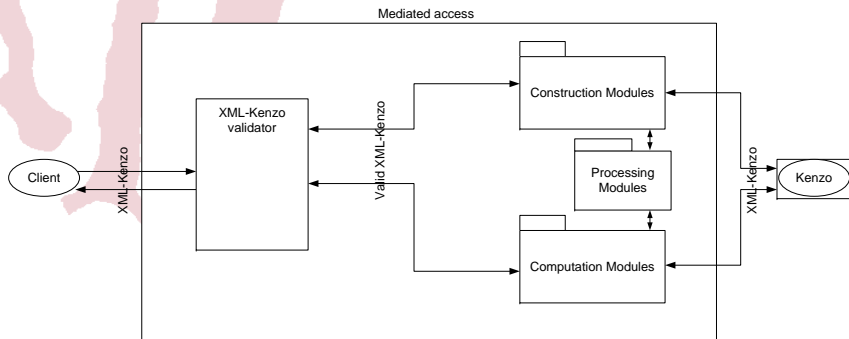 Mediated access
XML-Kenzo
validator
Construction Modules
Processing
Modules
Computation Modules
Client
XML-Kenzo
Valid XML-Kenzo
XML-Kenzo
Kenzo